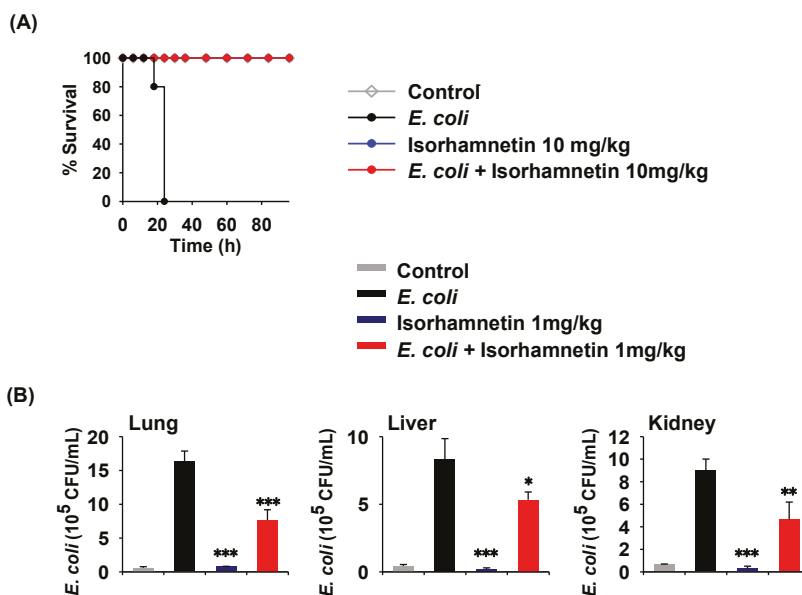 (A)
% Survival
100
80
60
40
20
0
0 20 40 60 80
Time (h)
Control
E. coli
Isorhamnetin 10 mg/kg
E. coli + Isorhamnetin 10mg/kg
Control
E. coli
Isorhamnetin 1mg/kg
E. coli + Isorhamnetin 1mg/kg
(B)
Lung
E. coli (10⁵ CFU/mL)
20
15
10
5
0
***
***
Liver
E. coli (10⁵ CFU/mL)
10
5
0
***
*
Kidney
E. coli (10⁵ CFU/mL)
12
10
8
6
4
2
0
***
**